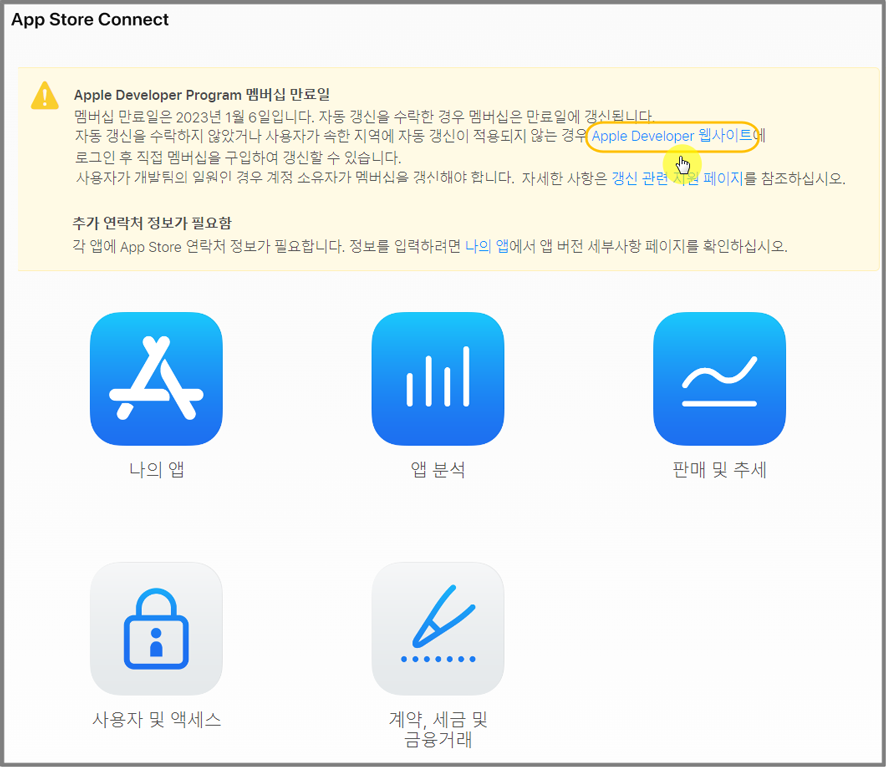 App Store Connect
Apple Developer Program 멤버십 만료일
멤버십 만료일은 2023년 1월 6일입니다. 자동 갱신을 수락한 경우 멤버십은 만료일에 갱신됩니다.
자동 갱신을 수락하지 않았거나 사용자가 속한 지역에 자동 갱신이 적용되지 않는 경우 Apple Developer 웹사이트에
로그인 후 직접 멤버십을 구입하여 갱신할 수 있습니다.
사용자가 개발팀의 일원인 경우 계정 소유자가 멤버십을 갱신해야 합니다. 자세한 사항은 갱신 관련 지원 페이지를 참조하십시오.
추가 연락처 정보가 필요함
각 앱에 App Store 연락처 정보가 필요합니다. 정보를 입력하려면 나의 앱에서 앱 버전 세부사항 페이지를 확인하십시오.
나의 앱
앱 분석
판매 및 추세
사용자 및 액세스
계약, 세금 및
금융거래